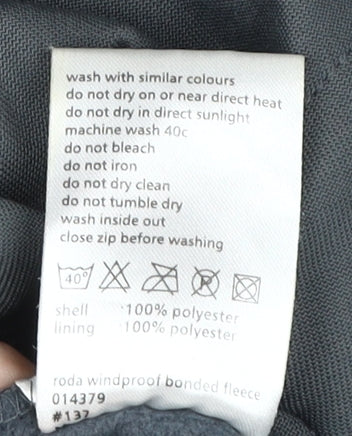 wash with similar colours
do not dry on or near direct heat
do not dry in direct sunlight
machine wash 40c
do not bleach
do not iron
do not dry clean
do not tumble dry
wash inside out
close zip before washing
40°
shell :100% polyester
lining :100% polyester
roda windproof bonded fleece
014379
#137